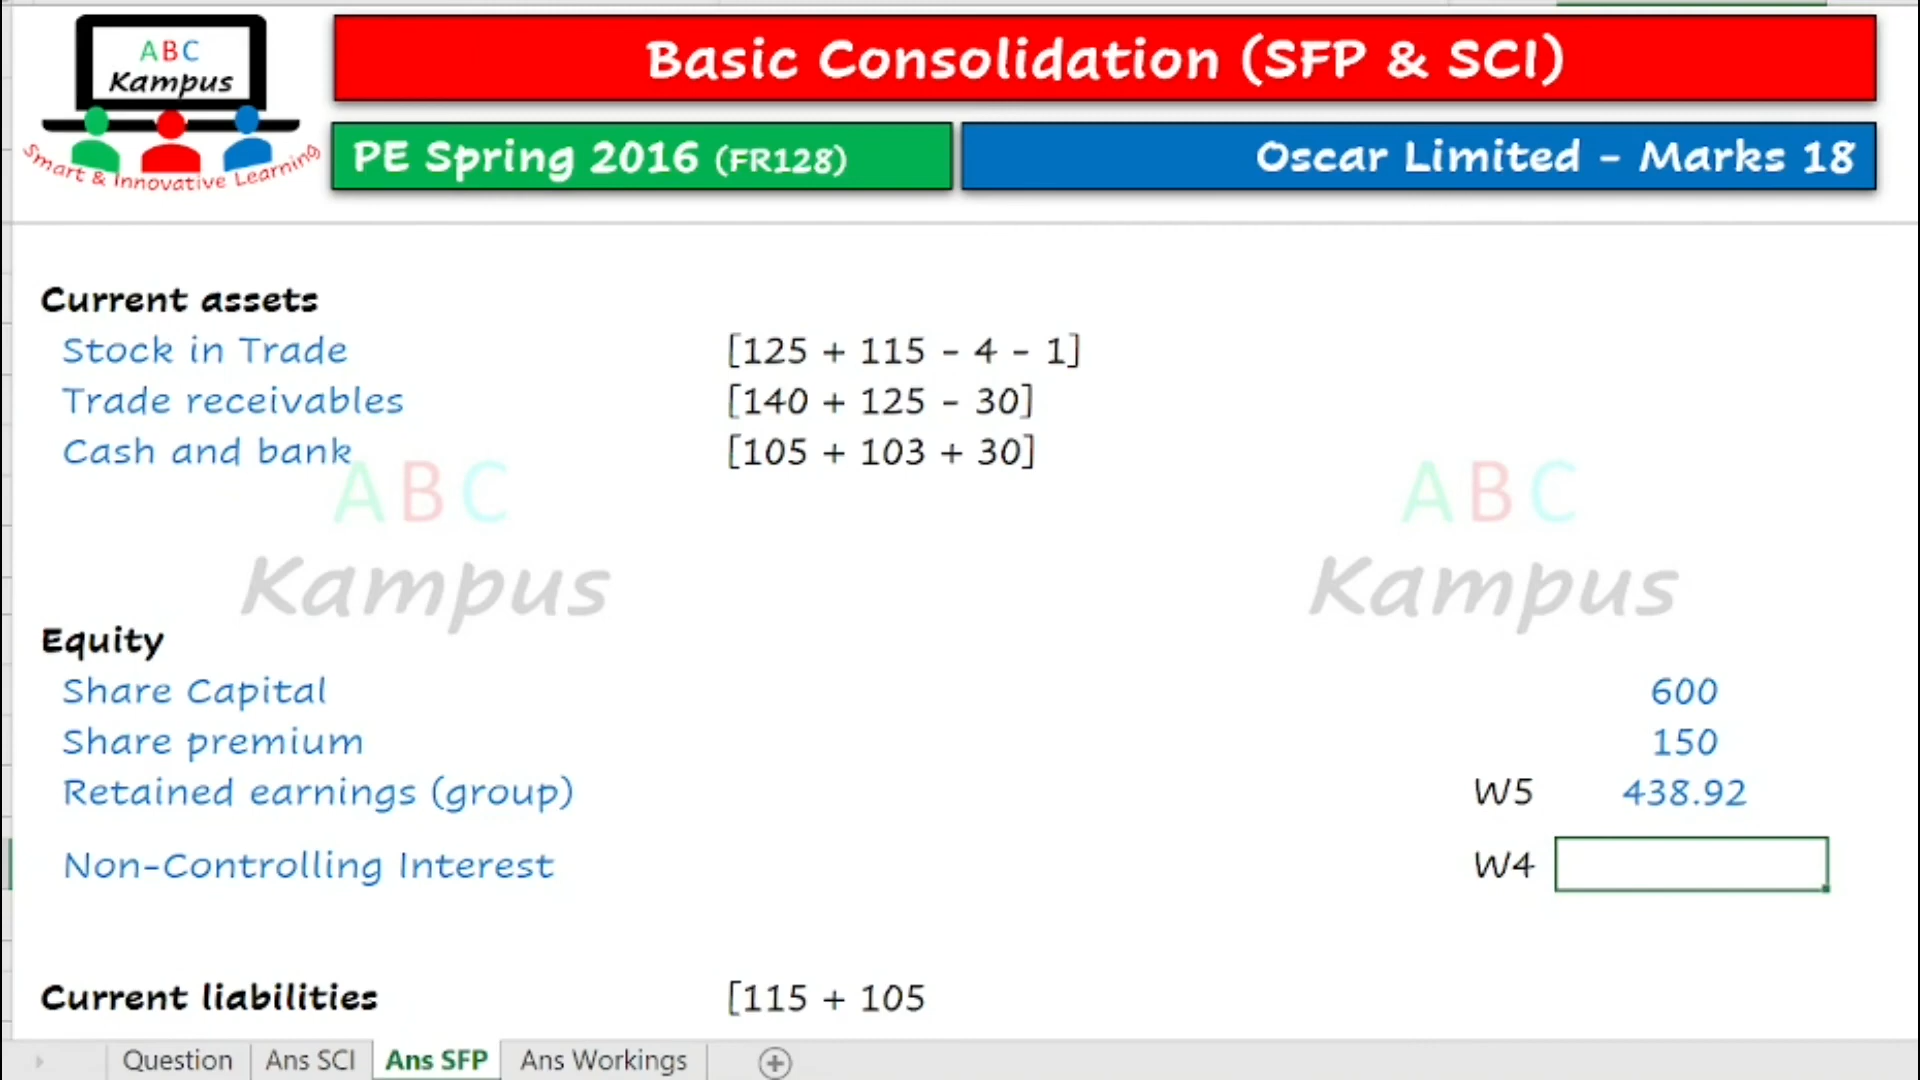 ABC
Kampus
Smart & Innovative Learning
Basic Consolidation (SFP & SCI)
PE Spring 2016 (FR128)
Oscar Limited - Marks 18
Current assets
Stock in Trade [125 + 115 - 4 - 1]
Trade receivables [140 + 125 - 30]
Cash and bank [105 + 103 + 30]
ABC
Kampus
ABC
Kampus
Equity
Share Capital 600
Share premium 150
Retained earnings (group) W5 438.92
Non-Controlling Interest W4
Current liabilities [115 + 105
Question Ans SCI Ans SFP Ans Workings